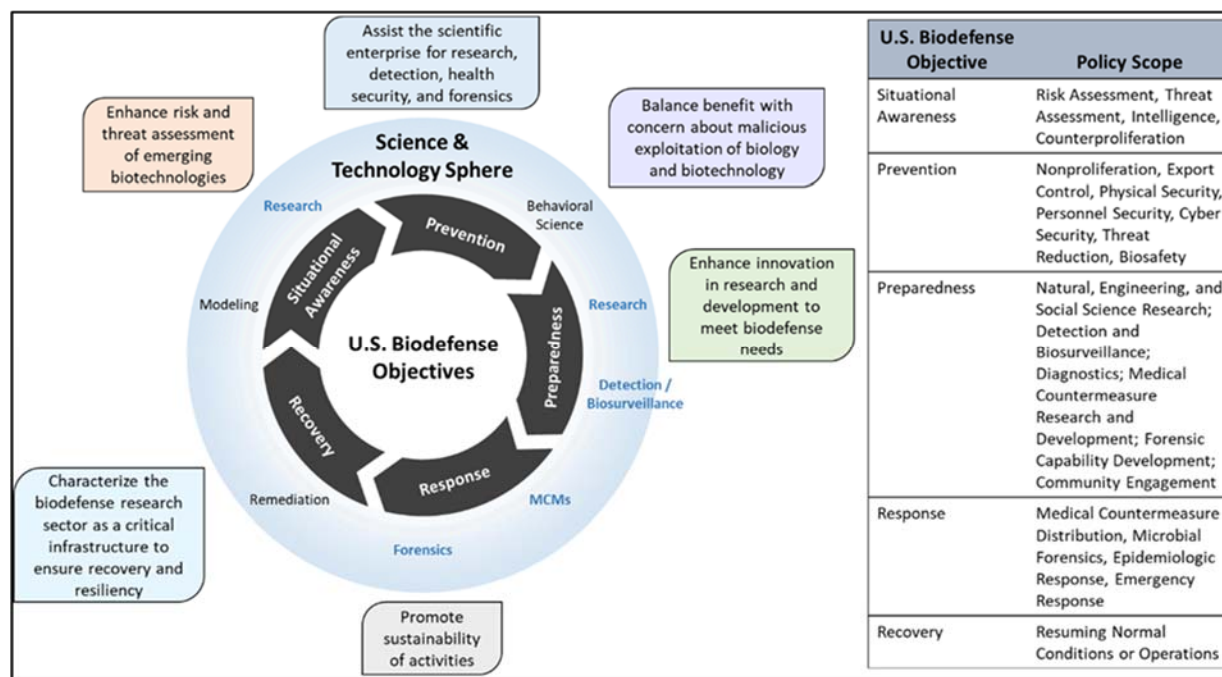 Assist the scientific
enterprise for research,
detection, health
security, and forensics
Enhance risk and
threat assessment
of emerging
biotechnologies
Balance benefit with
concern about malicious
exploitation of biology
and biotechnology
Science &
Technology Sphere
Research
Behavioral
Science
Prevention
Situational
Awareness
Modeling
Enhance innovation
in research and
development to
meet biodefense
needs
Research
U.S. Biodefense
Objectives
Preparedness
Detection /
Biosurveillance
Recovery
Response
Characterize the
biodefense research
sector as a critical
infrastructure to
ensure recovery and
resiliency
Remediation
MCMs
Forensics
Promote
sustainability
of activities
U.S. Biodefense
Objective
Policy Scope
Situational
Awareness
Risk Assessment, Threat
Assessment, Intelligence,
Counterproliferation
Prevention
Nonproliferation, Export
Control, Physical Security,
Personnel Security, Cyber
Security, Threat
Reduction, Biosafety
Preparedness
Natural, Engineering, and
Social Science Research;
Detection and
Biosurveillance;
Diagnostics; Medical
Countermeasure
Research and
Development; Forensic
Capability Development;
Community Engagement
Response
Medical Countermeasure
Distribution, Microbial
Forensics, Epidemiologic
Response, Emergency
Response
Recovery
Resuming Normal
Conditions or Operations